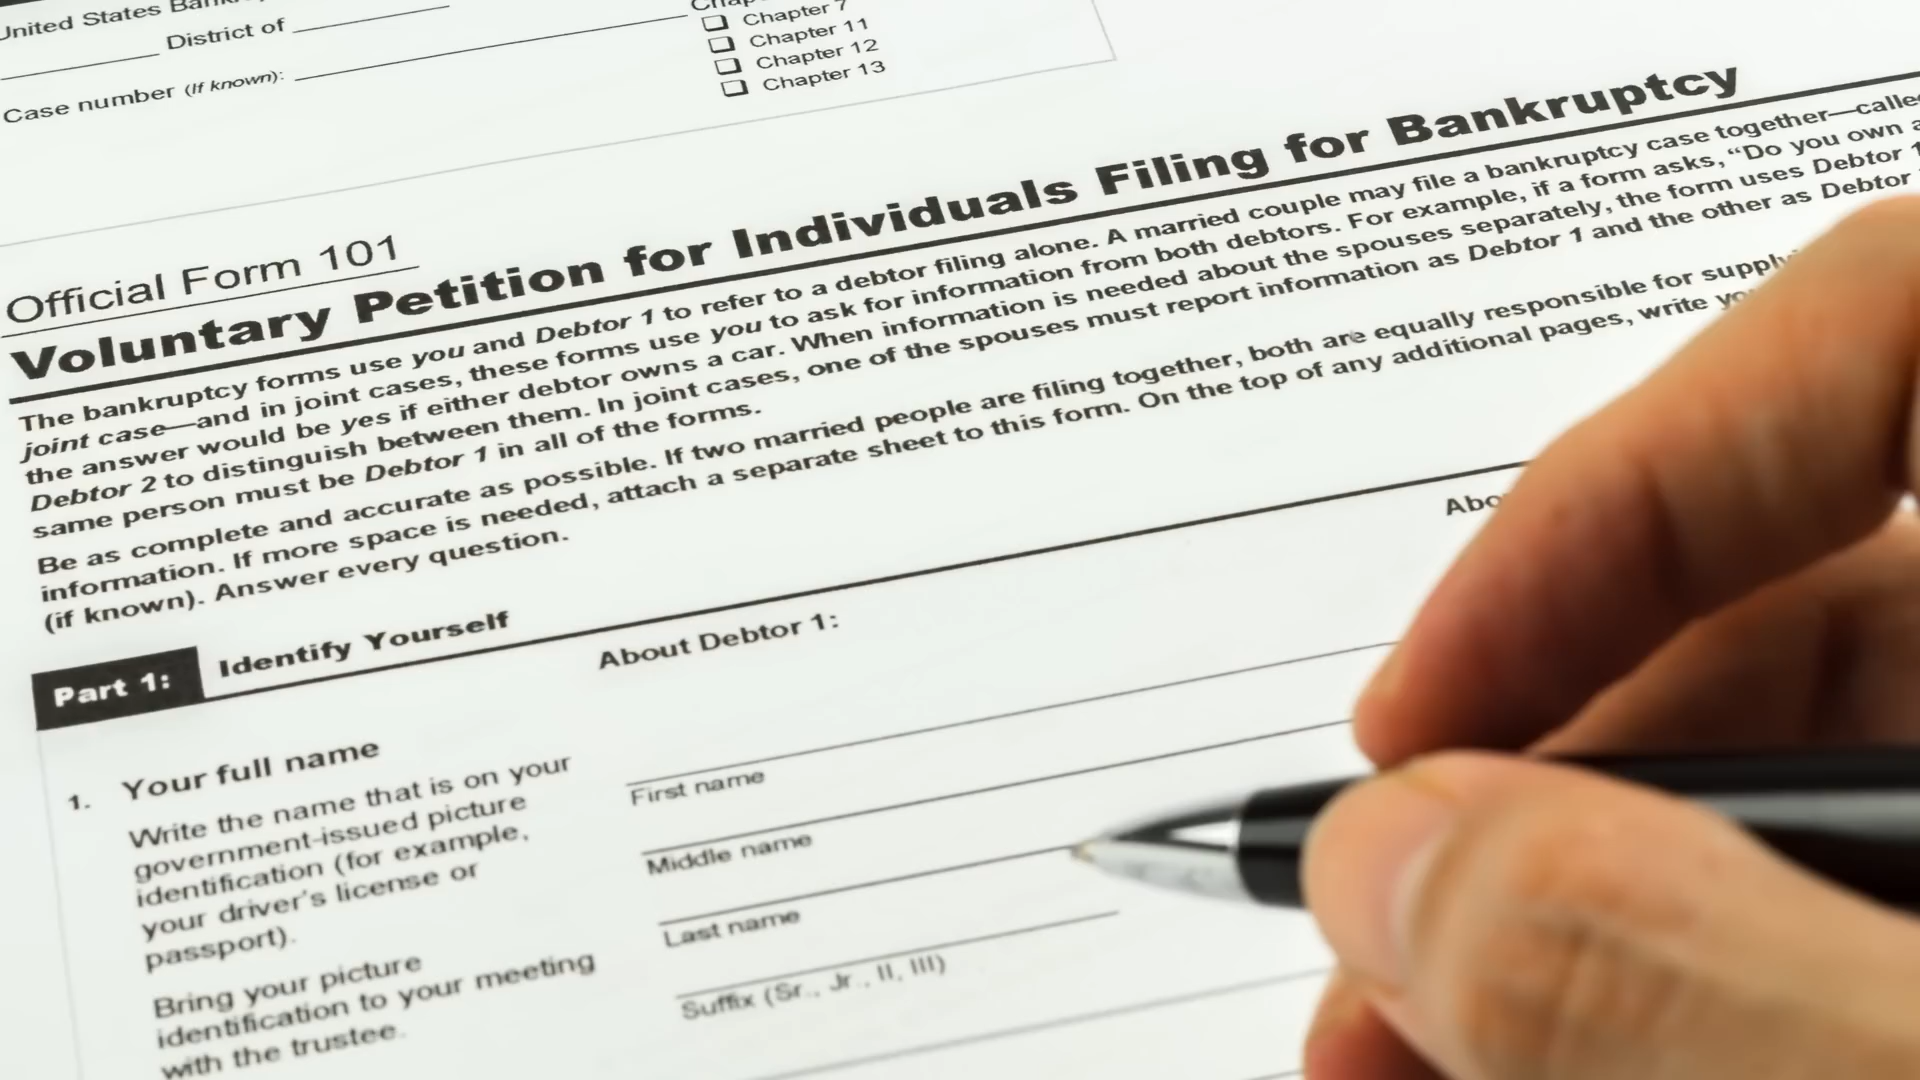 United States
District of
Case number (If known):
Chapter 7
Chapter 11
Chapter 12
Chapter 13
Official Form 101
Voluntary Petition for Individuals Filing for Bankruptcy
The bankruptcy forms use you and Debtor 1 to refer to a debtor filing alone. A married couple may file a bankruptcy case together—called
joint case—and in joint cases, these forms use you to ask for information from both debtors. For example, if a form asks, “Do you own a
the answer would be yes if either debtor owns a car. When information is needed about the spouses separately, the form uses Debtor 1
Debtor 2 to distinguish between them. In joint cases, one of the spouses must report information as Debtor 1 and the other as Debtor
same person must be Debtor 1 in all of the forms.
Be as complete and accurate as possible. If two married people are filing together, both are equally responsible for
information. If more space is needed, attach a separate sheet to this form. On the top of any additional pages, write
(if known). Answer every question.
Part 1: Identify Yourself
About Debtor 1:
1. Your full name
Write the name that is on your
government-issued picture
identification (for example,
your driver’s license or
passport).
Bring your picture
identification to your meeting
with the trustee.
First name
Middle name
Last name
Suffix (Sr., Jr., II, III)